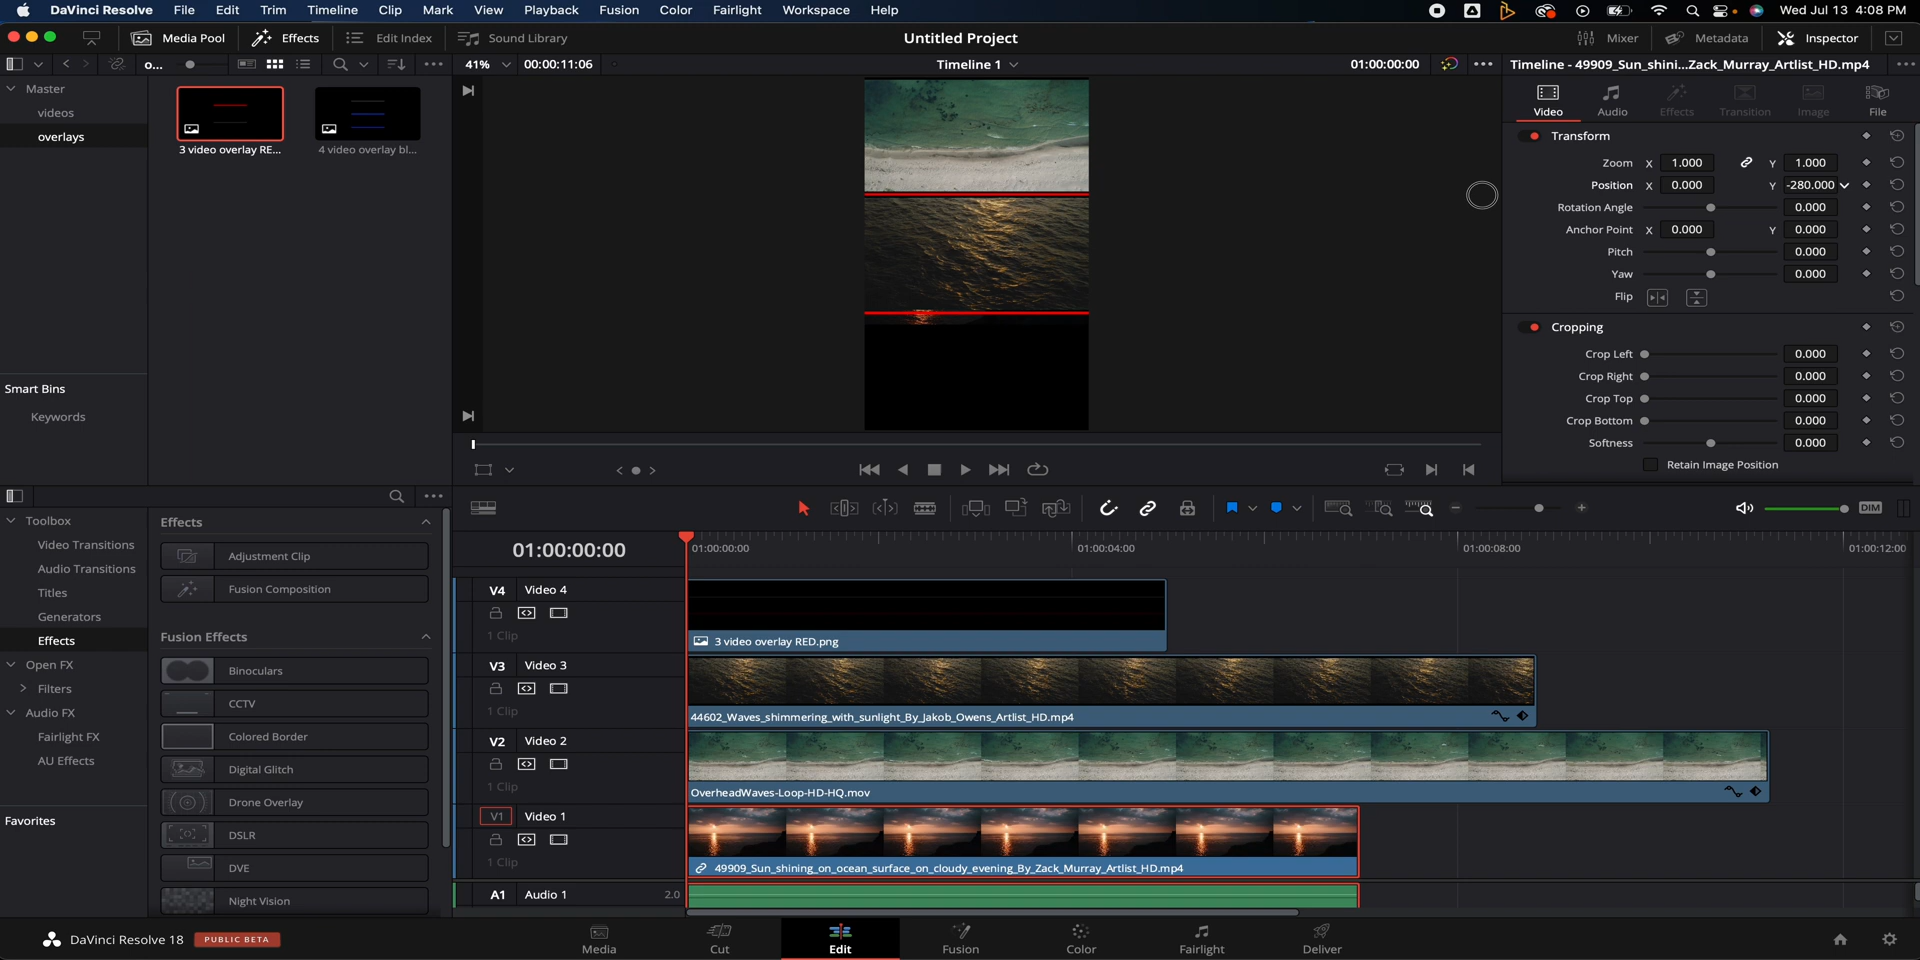 DaVinci Resolve File Edit Trim Timeline Clip Mark View Playback Fusion Color Fairlight Workspace Help Wed Jul 13 4:08 PM
Media Pool Effects Edit Index Sound Library Untitled Project Mixer Metadata Inspector
o... 41% 00:00:11:06 Timeline 1 01:00:00:00 Timeline - 49909_Sun_shini...Zack_Murray_Artlist_HD.mp4
Master
videos
overlays
3 video overlay RE... 4 video overlay bl...
Smart Bins
Keywords
Video Audio Effects Transition Image File
Transform
Zoom X 1.000 Y 1.000
Position X 0.000 Y -280.000
Rotation Angle 0.000
Anchor Point X 0.000 Y 0.000
Pitch 0.000
Yaw 0.000
Flip
Cropping
Crop Left 0.000
Crop Right 0.000
Crop Top 0.000
Crop Bottom 0.000
Softness 0.000
Retain Image Position
Toolbox
Video Transitions
Audio Transitions
Titles
Generators
Effects
Open FX
Filters
Audio FX
Fairlight FX
AU Effects
Favorites
Effects
Adjustment Clip
Fusion Composition
Fusion Effects
Binoculars
CCTV
Colored Border
Digital Glitch
Drone Overlay
DSLR
DVE
Night Vision
DIM
01:00:00:00 01:00:00:00 01:00:04:00 01:00:08:00 01:00:12:00
V4 Video 4
1 Clip
3 video overlay RED.png
V3 Video 3
1 Clip
44602_Waves_shimmering_with_sunlight_By_Jakob_Owens_Artlist_HD.mp4
V2 Video 2
1 Clip
OverheadWaves-Loop-HD-HQ.mov
V1 Video 1
1 Clip
49909_Sun_shining_on_ocean_surface_on_cloudy_evening_By_Zack_Murray_Artlist_HD.mp4
A1 Audio 1 2.0
DaVinci Resolve 18 PUBLIC BETA Media Cut Edit Fusion Color Fairlight Deliver